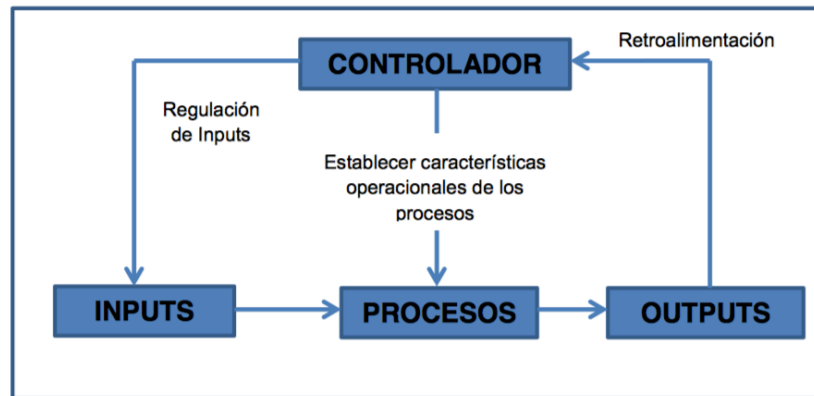 Retroalimentación
CONTROLADOR
Regulación
de Inputs
Establecer características
operacionales de los
procesos
INPUTS
PROCESOS
OUTPUTS